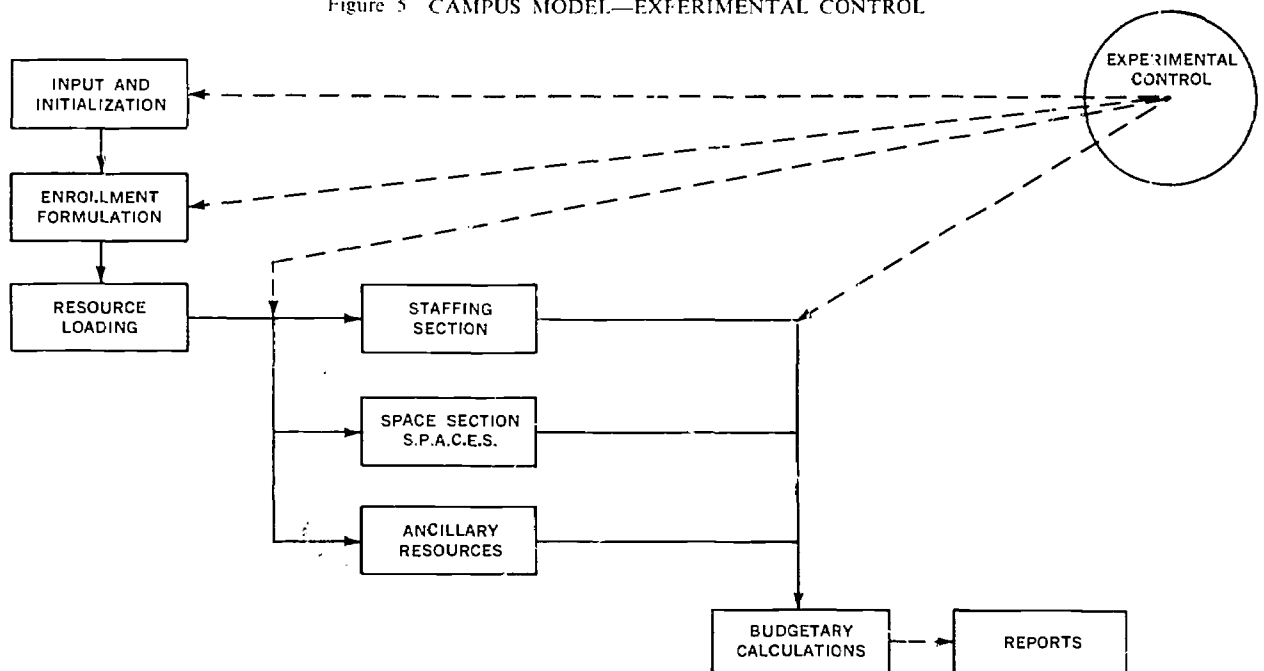 Figure 5 CAMPUS MODEL—EXPERIMENTAL CONTROL
EXPERIMENTAL
CONTROL
INPUT AND
INITIALIZATION
ENROLLMENT
FORMULATION
RESOURCE
LOADING
STAFFING
SECTION
SPACE SECTION
S.P.A.C.E.S.
ANCILLARY
RESOURCES
BUDGETARY
CALCULATIONS
REPORTS